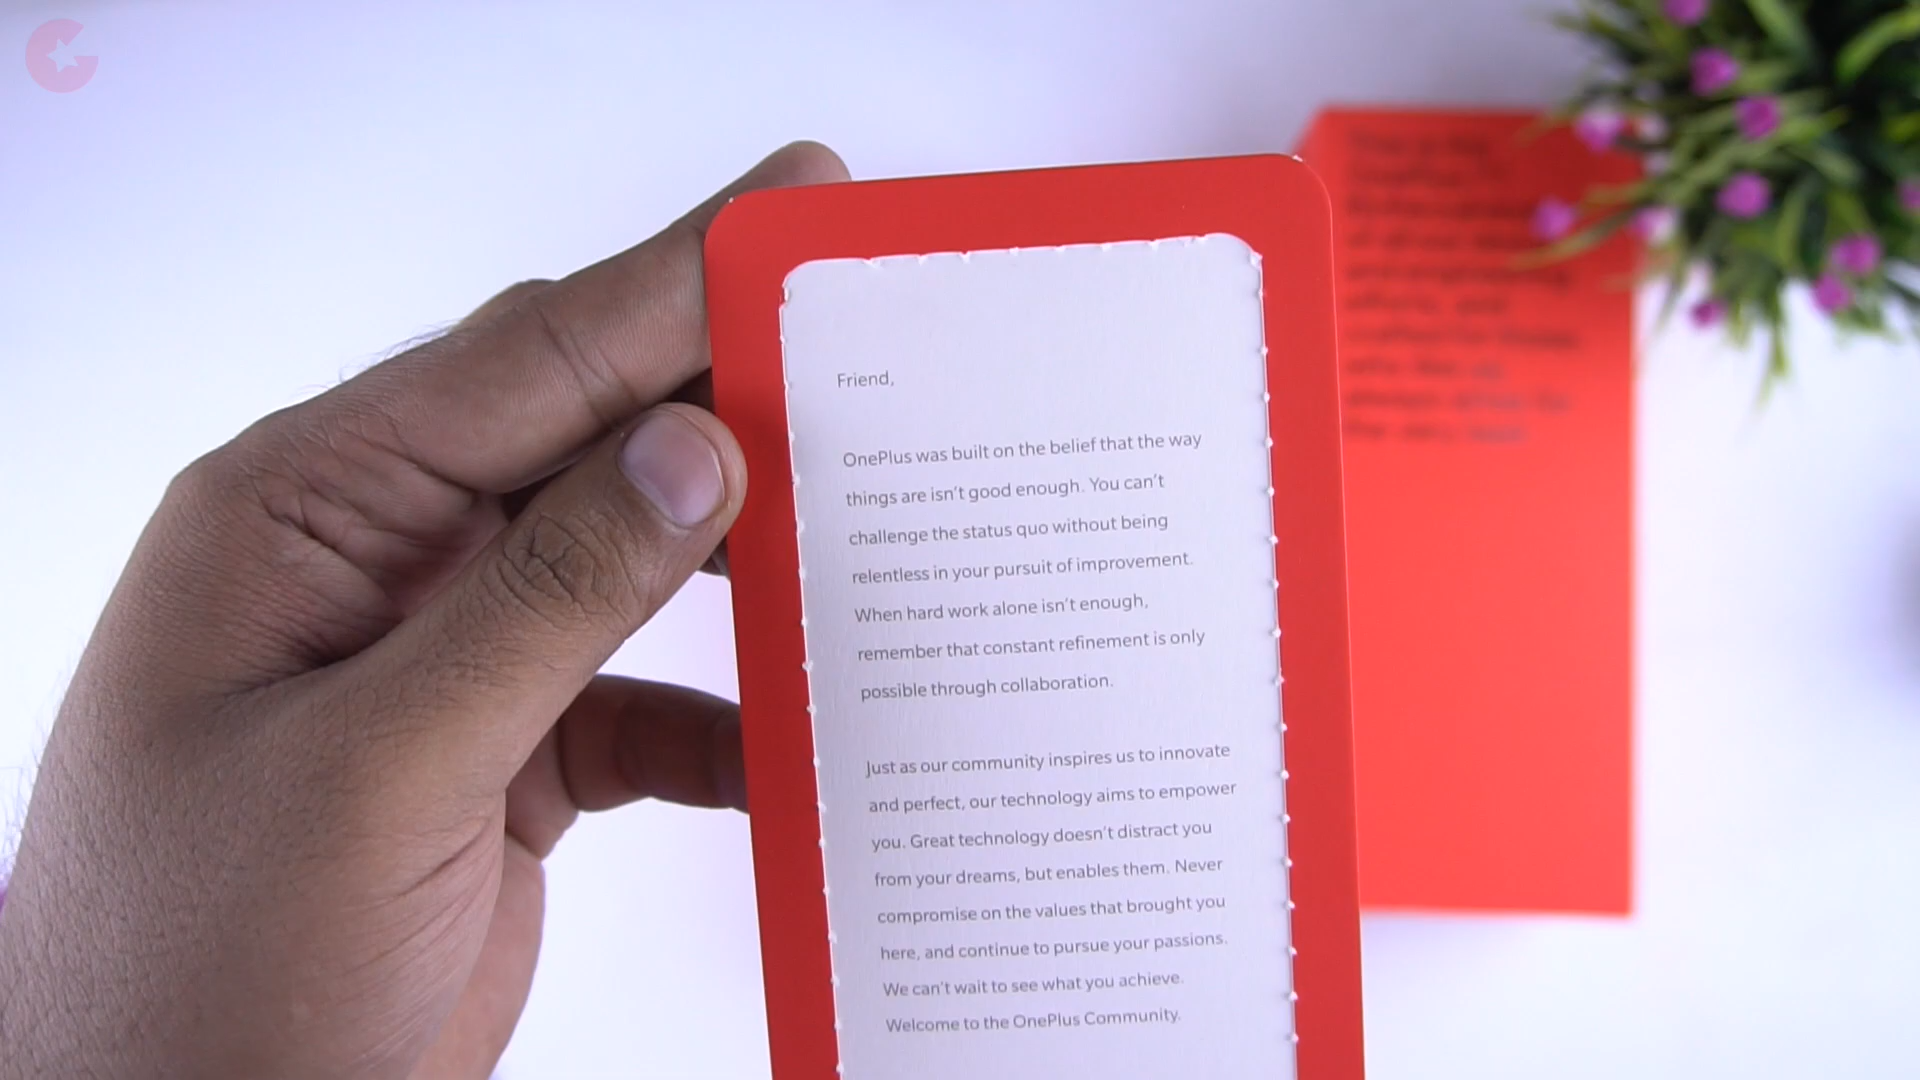 Friend,
OnePlus was built on the belief that the way
things are isn't good enough. You can't
challenge the status quo without being
relentless in your pursuit of improvement.
When hard work alone isn't enough,
remember that constant refinement is only
possible through collaboration.
Just as our community inspires us to innovate
and perfect, our technology aims to empower
you. Great technology doesn't distract you
from your dreams, but enables them. Never
compromise on the values that brought you
here, and continue to pursue your passions.
We can't wait to see what you achieve.
Welcome to the OnePlus Community.